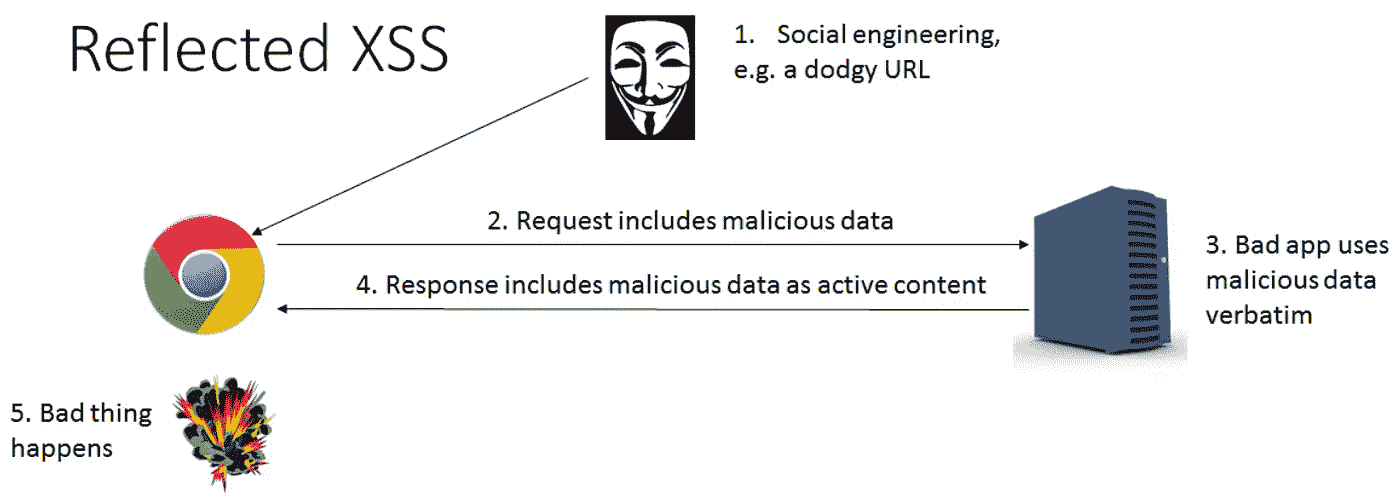 Reflected XSS
1. Social engineering,
e.g. a dodgy URL
2. Request includes malicious data
3. Bad app uses
malicious data
verbatim
4. Response includes malicious data as active content
5. Bad thing
happens